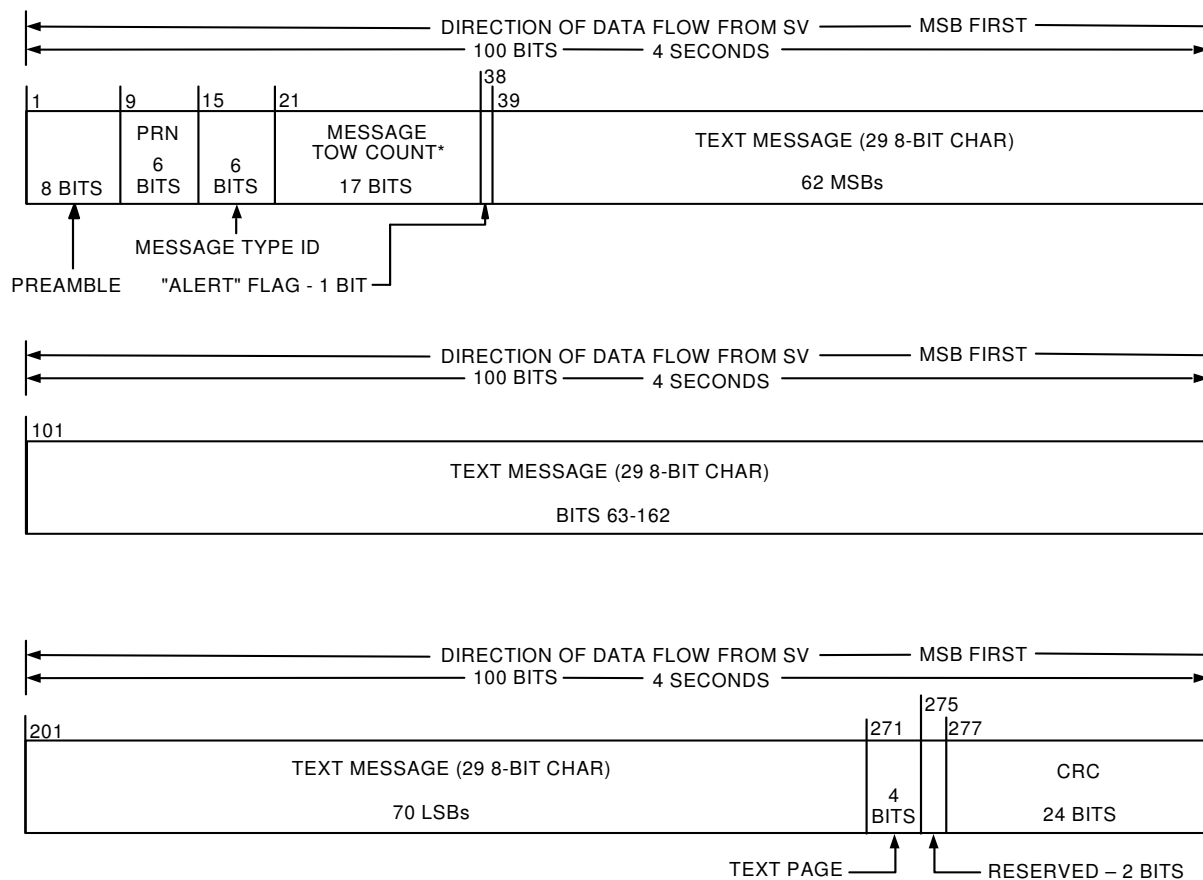 DIRECTION OF DATA FLOW FROM SV MSB FIRST
100 BITS 4 SECONDS
38
1 9 15 21 39
PRN MESSAGE TEXT MESSAGE (29 8-BIT CHAR)
TOW COUNT*
6 6
8 BITS BITS BITS 17 BITS 62 MSBs
MESSAGE TYPE ID
PREAMBLE "ALERT" FLAG - 1 BIT
DIRECTION OF DATA FLOW FROM SV MSB FIRST
100 BITS 4 SECONDS
101
TEXT MESSAGE (29 8-BIT CHAR)
BITS 63-162
DIRECTION OF DATA FLOW FROM SV MSB FIRST
100 BITS 4 SECONDS
275
201 271 277
TEXT MESSAGE (29 8-BIT CHAR) CRC
4
70 LSBs BITS 24 BITS
TEXT PAGE RESERVED – 2 BITS